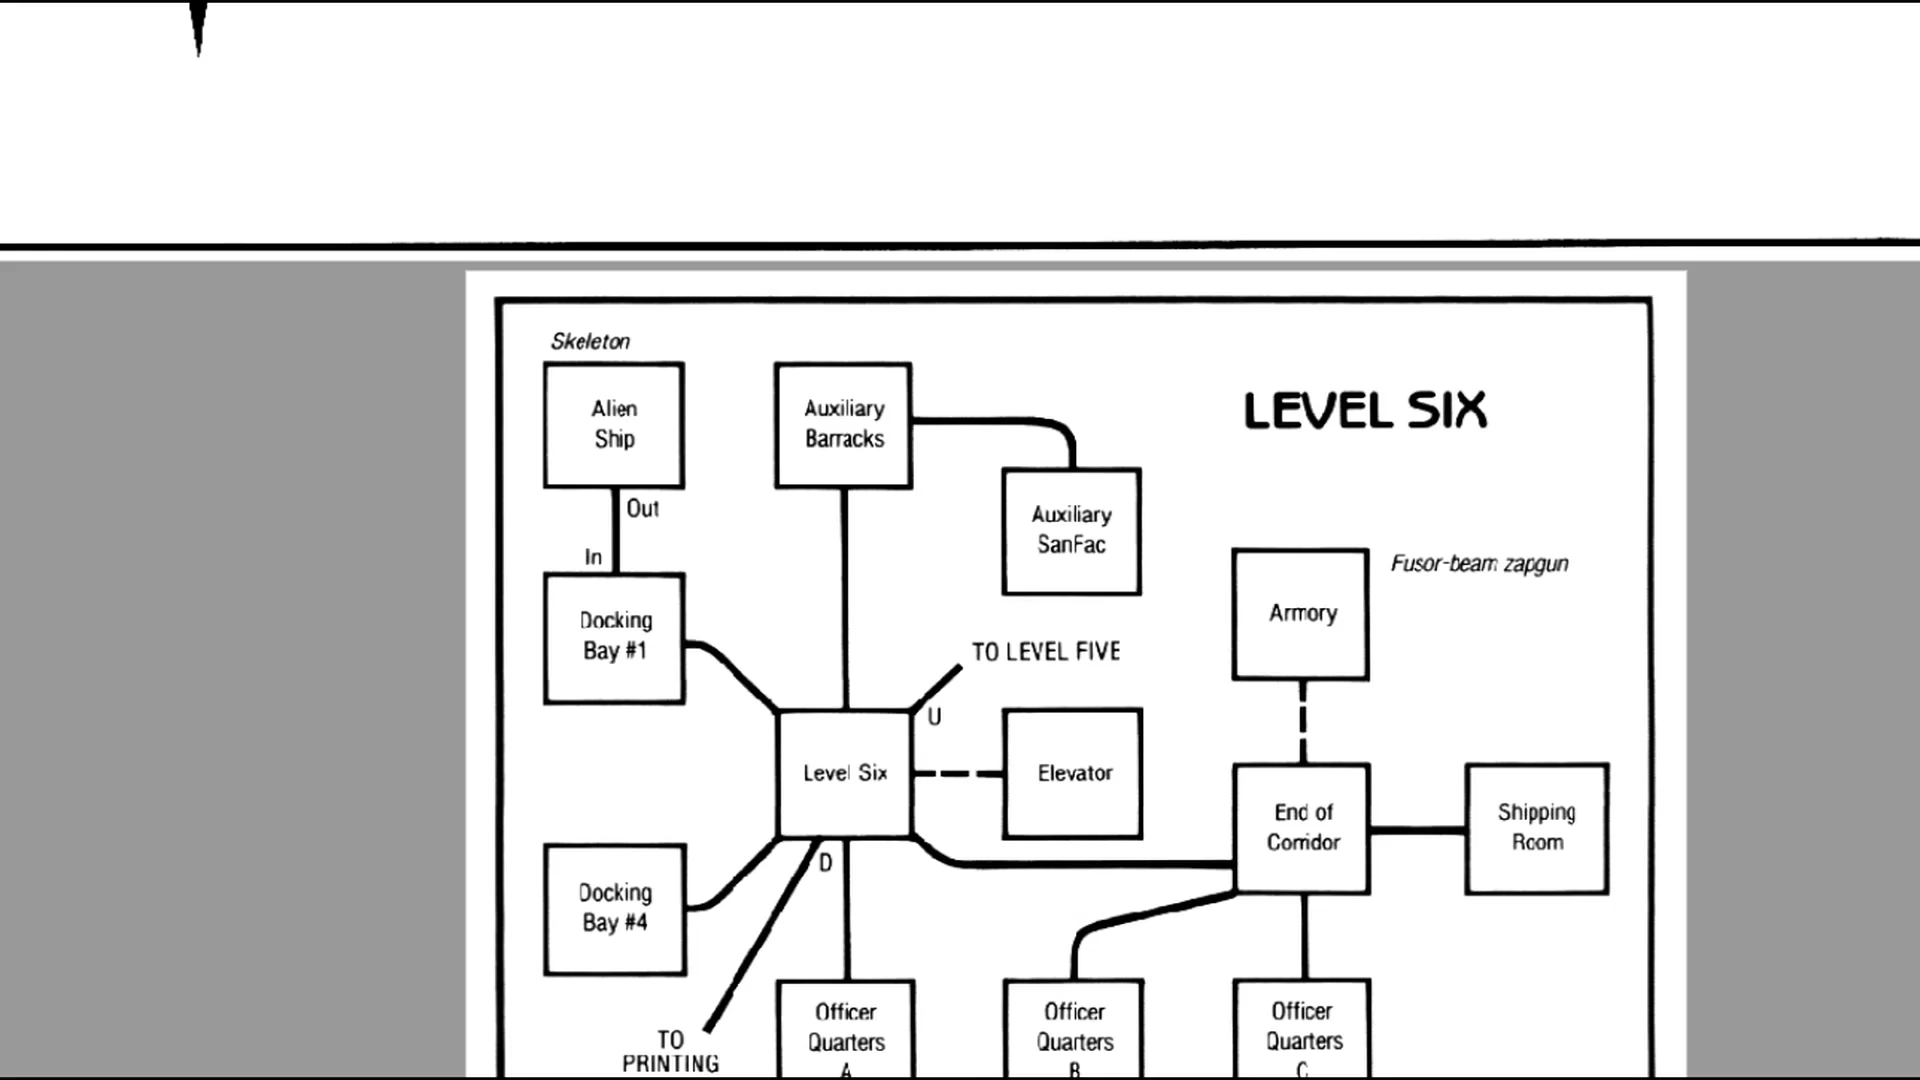 Skeleton
Alien
Ship
Auxiliary
Barracks
LEVEL SIX
Out
In
Auxiliary
SanFac
Fusor-beam zapgun
Armory
Docking
Bay #1
TO LEVEL FIVE
U
Level Six
Elevator
End of
Corridor
Shipping
Room
D
Docking
Bay #4
Officer
Quarters
A
Officer
Quarters
B
Officer
Quarters
C
TO
PRINTING